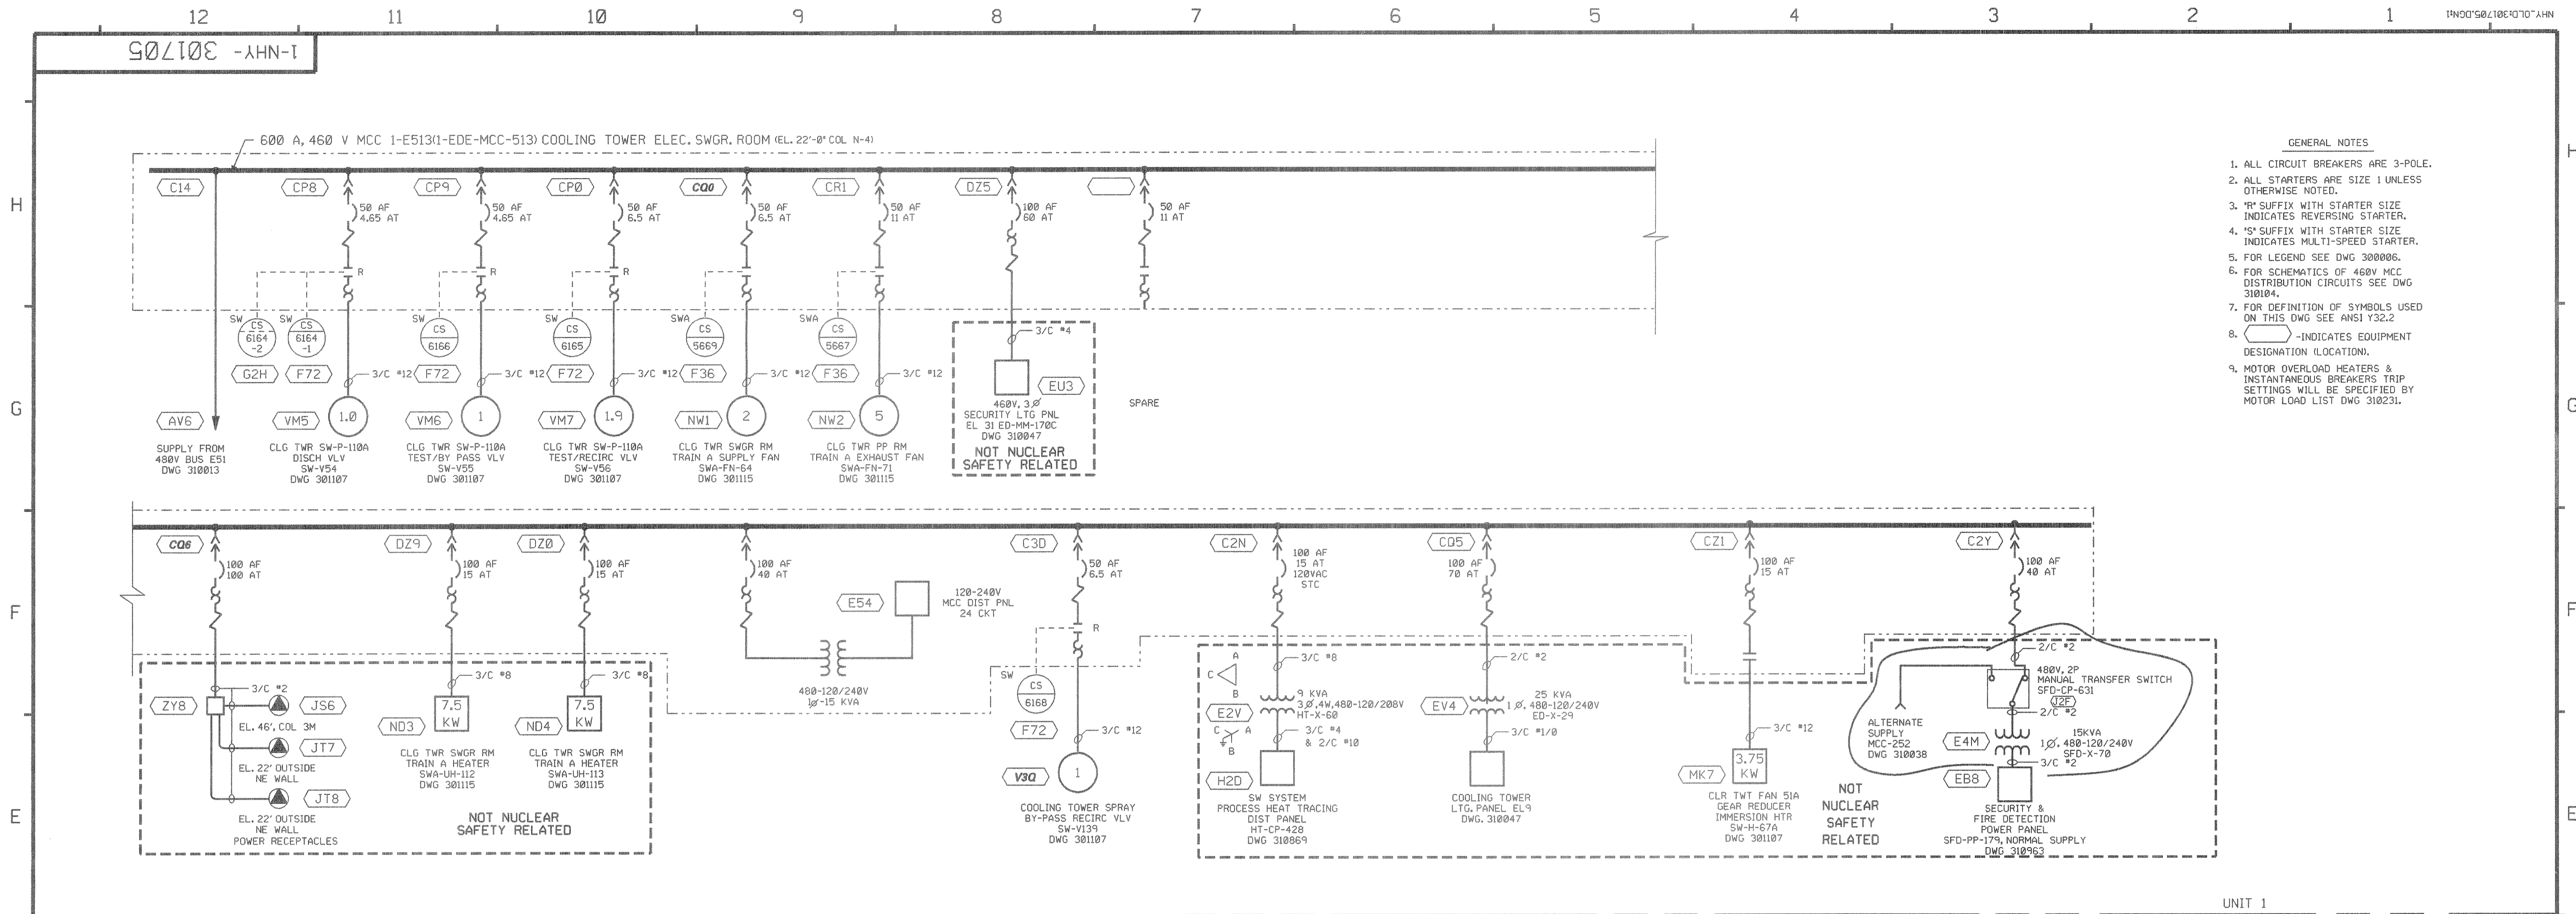 12 11 10 9 8 7 6 5 4 3 2 1
NHY_OLD:301705.DGN;1
1-NHY- 301705
600 A, 460 V MCC 1-E513(1-EDE-MCC-513) COOLING TOWER ELEC. SWGR. ROOM (EL. 22'-0" COL N-4)
H
H
C14
CP8
CP9
CP0
CQ0
CR1
DZ5
50 AF
4.65 AT
50 AF
4.65 AT
50 AF
6.5 AT
50 AF
6.5 AT
50 AF
11 AT
100 AF
60 AT
50 AF
11 AT
R
R
R
SW
CS
6164
-2
SW
CS
6164
-1
SW
CS
6166
SW
CS
6165
SWA
CS
5669
SWA
CS
5667
3/C #4
G2H
F72
3/C #12
F72
3/C #12
F72
3/C #12
F36
3/C #12
F36
3/C #12
EU3
G
G
AV6
SUPPLY FROM
480V BUS E51
DWG 310013
VM5
1.0
CLG TWR SW-P-110A
DISCH VLV
SW-V54
DWG 301107
VM6
1
CLG TWR SW-P-110A
TEST/BY PASS VLV
SW-V55
DWG 301107
VM7
1.9
CLG TWR SW-P-110A
TEST/RECIRC VLV
SW-V56
DWG 301107
NW1
2
CLG TWR SWGR RM
TRAIN A SUPPLY FAN
SWA-FN-64
DWG 301115
NW2
5
CLG TWR PP RM
TRAIN A EXHAUST FAN
SWA-FN-71
DWG 301115
460V, 3Ø
SECURITY LTG PNL
EL 31 ED-MM-170C
DWG 310047
NOT NUCLEAR
SAFETY RELATED
SPARE
GENERAL NOTES
1. ALL CIRCUIT BREAKERS ARE 3-POLE.
2. ALL STARTERS ARE SIZE 1 UNLESS
OTHERWISE NOTED.
3. "R" SUFFIX WITH STARTER SIZE
INDICATES REVERSING STARTER.
4. "S" SUFFIX WITH STARTER SIZE
INDICATES MULTI-SPEED STARTER.
5. FOR LEGEND SEE DWG 300006.
6. FOR SCHEMATICS OF 460V MCC
DISTRIBUTION CIRCUITS SEE DWG
310104.
7. FOR DEFINITION OF SYMBOLS USED
ON THIS DWG SEE ANSI Y32.2
8. -INDICATES EQUIPMENT
DESIGNATION (LOCATION).
9. MOTOR OVERLOAD HEATERS &
INSTANTANEOUS BREAKERS TRIP
SETTINGS WILL BE SPECIFIED BY
MOTOR LOAD LIST DWG 310231.
CQ6
DZ9
DZ0
C3D
C2N
CQ5
CZ1
C2Y
100 AF
100 AT
100 AF
15 AT
100 AF
15 AT
100 AF
40 AT
50 AF
6.5 AT
100 AF
15 AT
120VAC
STC
100 AF
70 AT
100 AF
15 AT
100 AF
40 AT
F
F
E54
120-240V
MCC DIST PNL
24 CKT
480-120/240V
1Ø-15 KVA
R
SW
CS
6168
F72
3/C #12
V3Q
1
COOLING TOWER SPRAY
BY-PASS RECIRC VLV
SW-V139
DWG 301107
3/C #2
ZY8
JS6
EL. 46', COL 3M
JT7
EL. 22' OUTSIDE
NE WALL
JT8
EL. 22' OUTSIDE
NE WALL
POWER RECEPTACLES
3/C #8
ND3
7.5
KW
CLG TWR SWGR RM
TRAIN A HEATER
SWA-UH-112
DWG 301115
3/C #8
ND4
7.5
KW
CLG TWR SWGR RM
TRAIN A HEATER
SWA-UH-113
DWG 301115
NOT NUCLEAR
SAFETY RELATED
3/C #8
A
C
B
9 KVA
3Ø,4W,480-120/208V
HT-X-60
E2V
C A
B
3/C #4
& 2/C #10
H2D
SW SYSTEM
PROCESS HEAT TRACING
DIST PANEL
HT-CP-428
DWG 310869
2/C #2
EV4
25 KVA
1Ø, 480-120/240V
ED-X-29
3/C #1/0
COOLING TOWER
LTG. PANEL EL9
DWG. 310047
3/C #12
MK7
3.75
KW
CLR TWT FAN 51A
GEAR REDUCER
IMMERSION HTR
SW-H-67A
DWG 301107
NOT
NUCLEAR
SAFETY
RELATED
2/C #2
480V, 2P
MANUAL TRANSFER SWITCH
SFD-CP-631
J2F
2/C #2
ALTERNATE
SUPPLY
MCC-252
DWG 310038
E4M
15KVA
1Ø, 480-120/240V
SFD-X-70
3/C #2
EB8
SECURITY &
FIRE DETECTION
POWER PANEL
SFD-PP-179, NORMAL SUPPLY
DWG 310963
E
E
UNIT 1